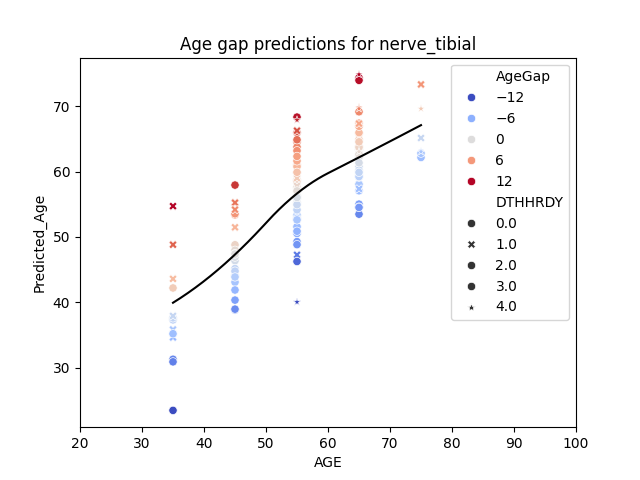 Age gap predictions for nerve_tibial
Predicted_Age
70
60
50
40
30
20 30 40 50 60 70 80 90 100
AGE
AgeGap
−12
−6
0
6
12
DTHHRDY
0.0
1.0
2.0
3.0
4.0